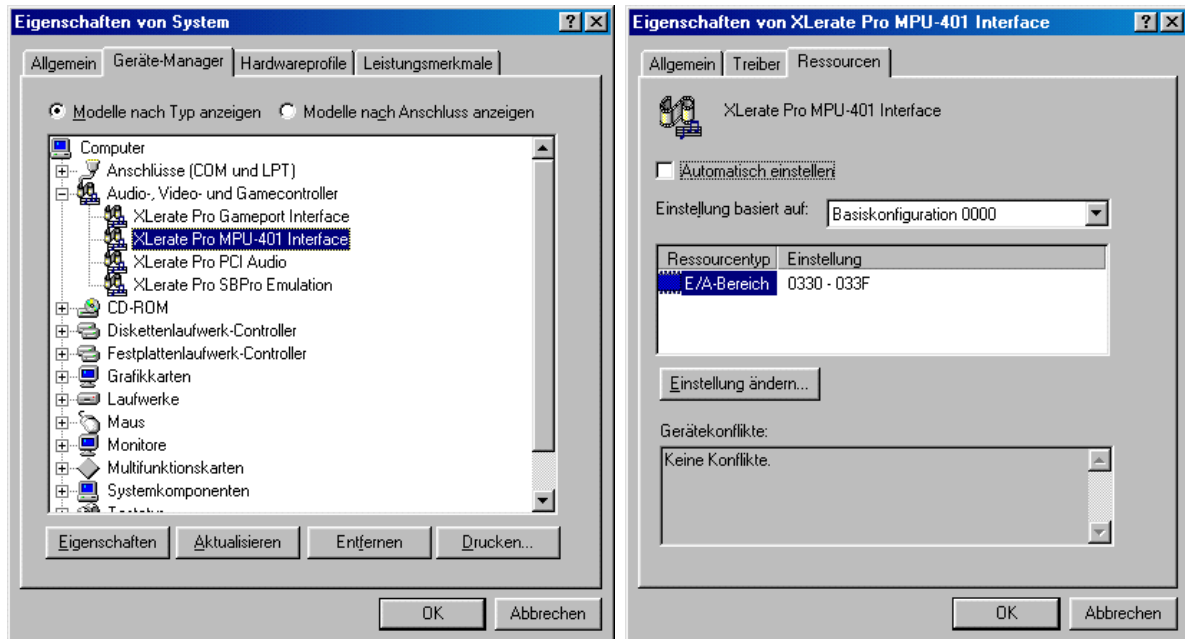 Eigenschaften von System
Allgemein Geräte-Manager Hardwareprofile Leistungsmerkmale
Modelle nach Typ anzeigen Modelle nach Anschluss anzeigen
Computer
Anschlüsse (COM und LPT)
Audio-, Video- und Gamecontroller
XLerate Pro Gameport Interface
XLerate Pro MPU-401 Interface
XLerate Pro PCI Audio
XLerate Pro SBPro Emulation
CD-ROM
Diskettenlaufwerk-Controller
Festplattenlaufwerk-Controller
Grafikkarten
Laufwerke
Maus
Monitore
Multifunktionskarten
Systemkomponenten
Tastatur
Eigenschaften Aktualisieren Entfernen Drucken...
OK Abbrechen
Eigenschaften von XLerate Pro MPU-401 Interface
Allgemein Treiber Ressourcen
XLerate Pro MPU-401 Interface
Automatisch einstellen
Einstellung basiert auf: Basiskonfiguration 0000
Ressourcentyp Einstellung
E/A-Bereich 0330 - 033F
Einstellung ändern...
Gerätekonflikte:
Keine Konflikte.
OK Abbrechen